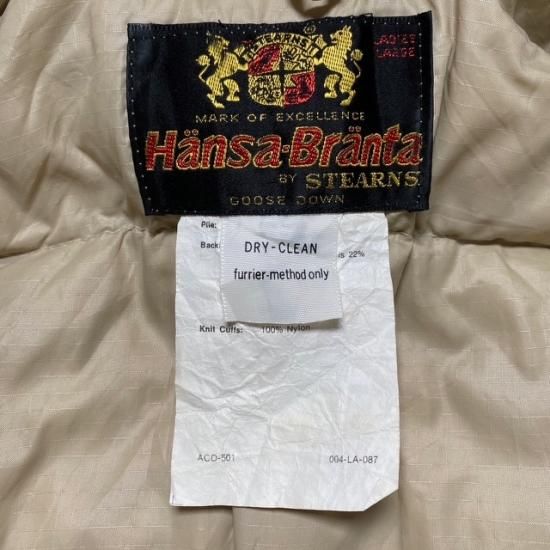 STEARNS
LADIES
LARGE
MARK OF EXCELLENCE
Hänsa·Bränta
BY STEARNS
GOOSE DOWN
Pile:
Back
DRY-CLEAN
22%
furrier-method only
Knit Cuffs: 100% Nylon
ACO-501 004-LA-087